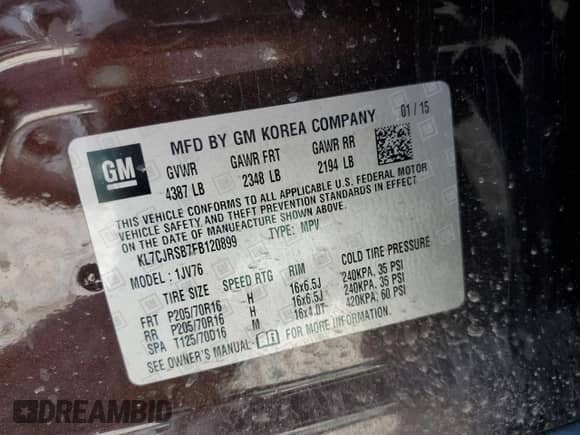 MFD BY GM KOREA COMPANY 01 / 15
GM
GVWR GAWR FRT GAWR RR
4387 LB 2348 LB 2194 LB
THIS VEHICLE CONFORMS TO ALL APPLICABLE U.S. FEDERAL MOTOR
VEHICLE SAFETY AND THEFT PREVENTION STANDARDS IN EFFECT
ON THE DATE OF MANUFACTURE SHOWN ABOVE.
KL7CJRSB7FB120899 TYPE: MPV
MODEL : 1JV76
TIRE SIZE SPEED RTG RIM COLD TIRE PRESSURE
FRT P205/70R16 H 16x6.5J 240KPA, 35 PSI
RR P205/70R16 H 16x6.5J 240KPA, 35 PSI
SPA T125/70D16 M 16x4.0T 420KPA, 60 PSI
SEE OWNER'S MANUAL FOR MORE INFORMATION.
DREAMBID